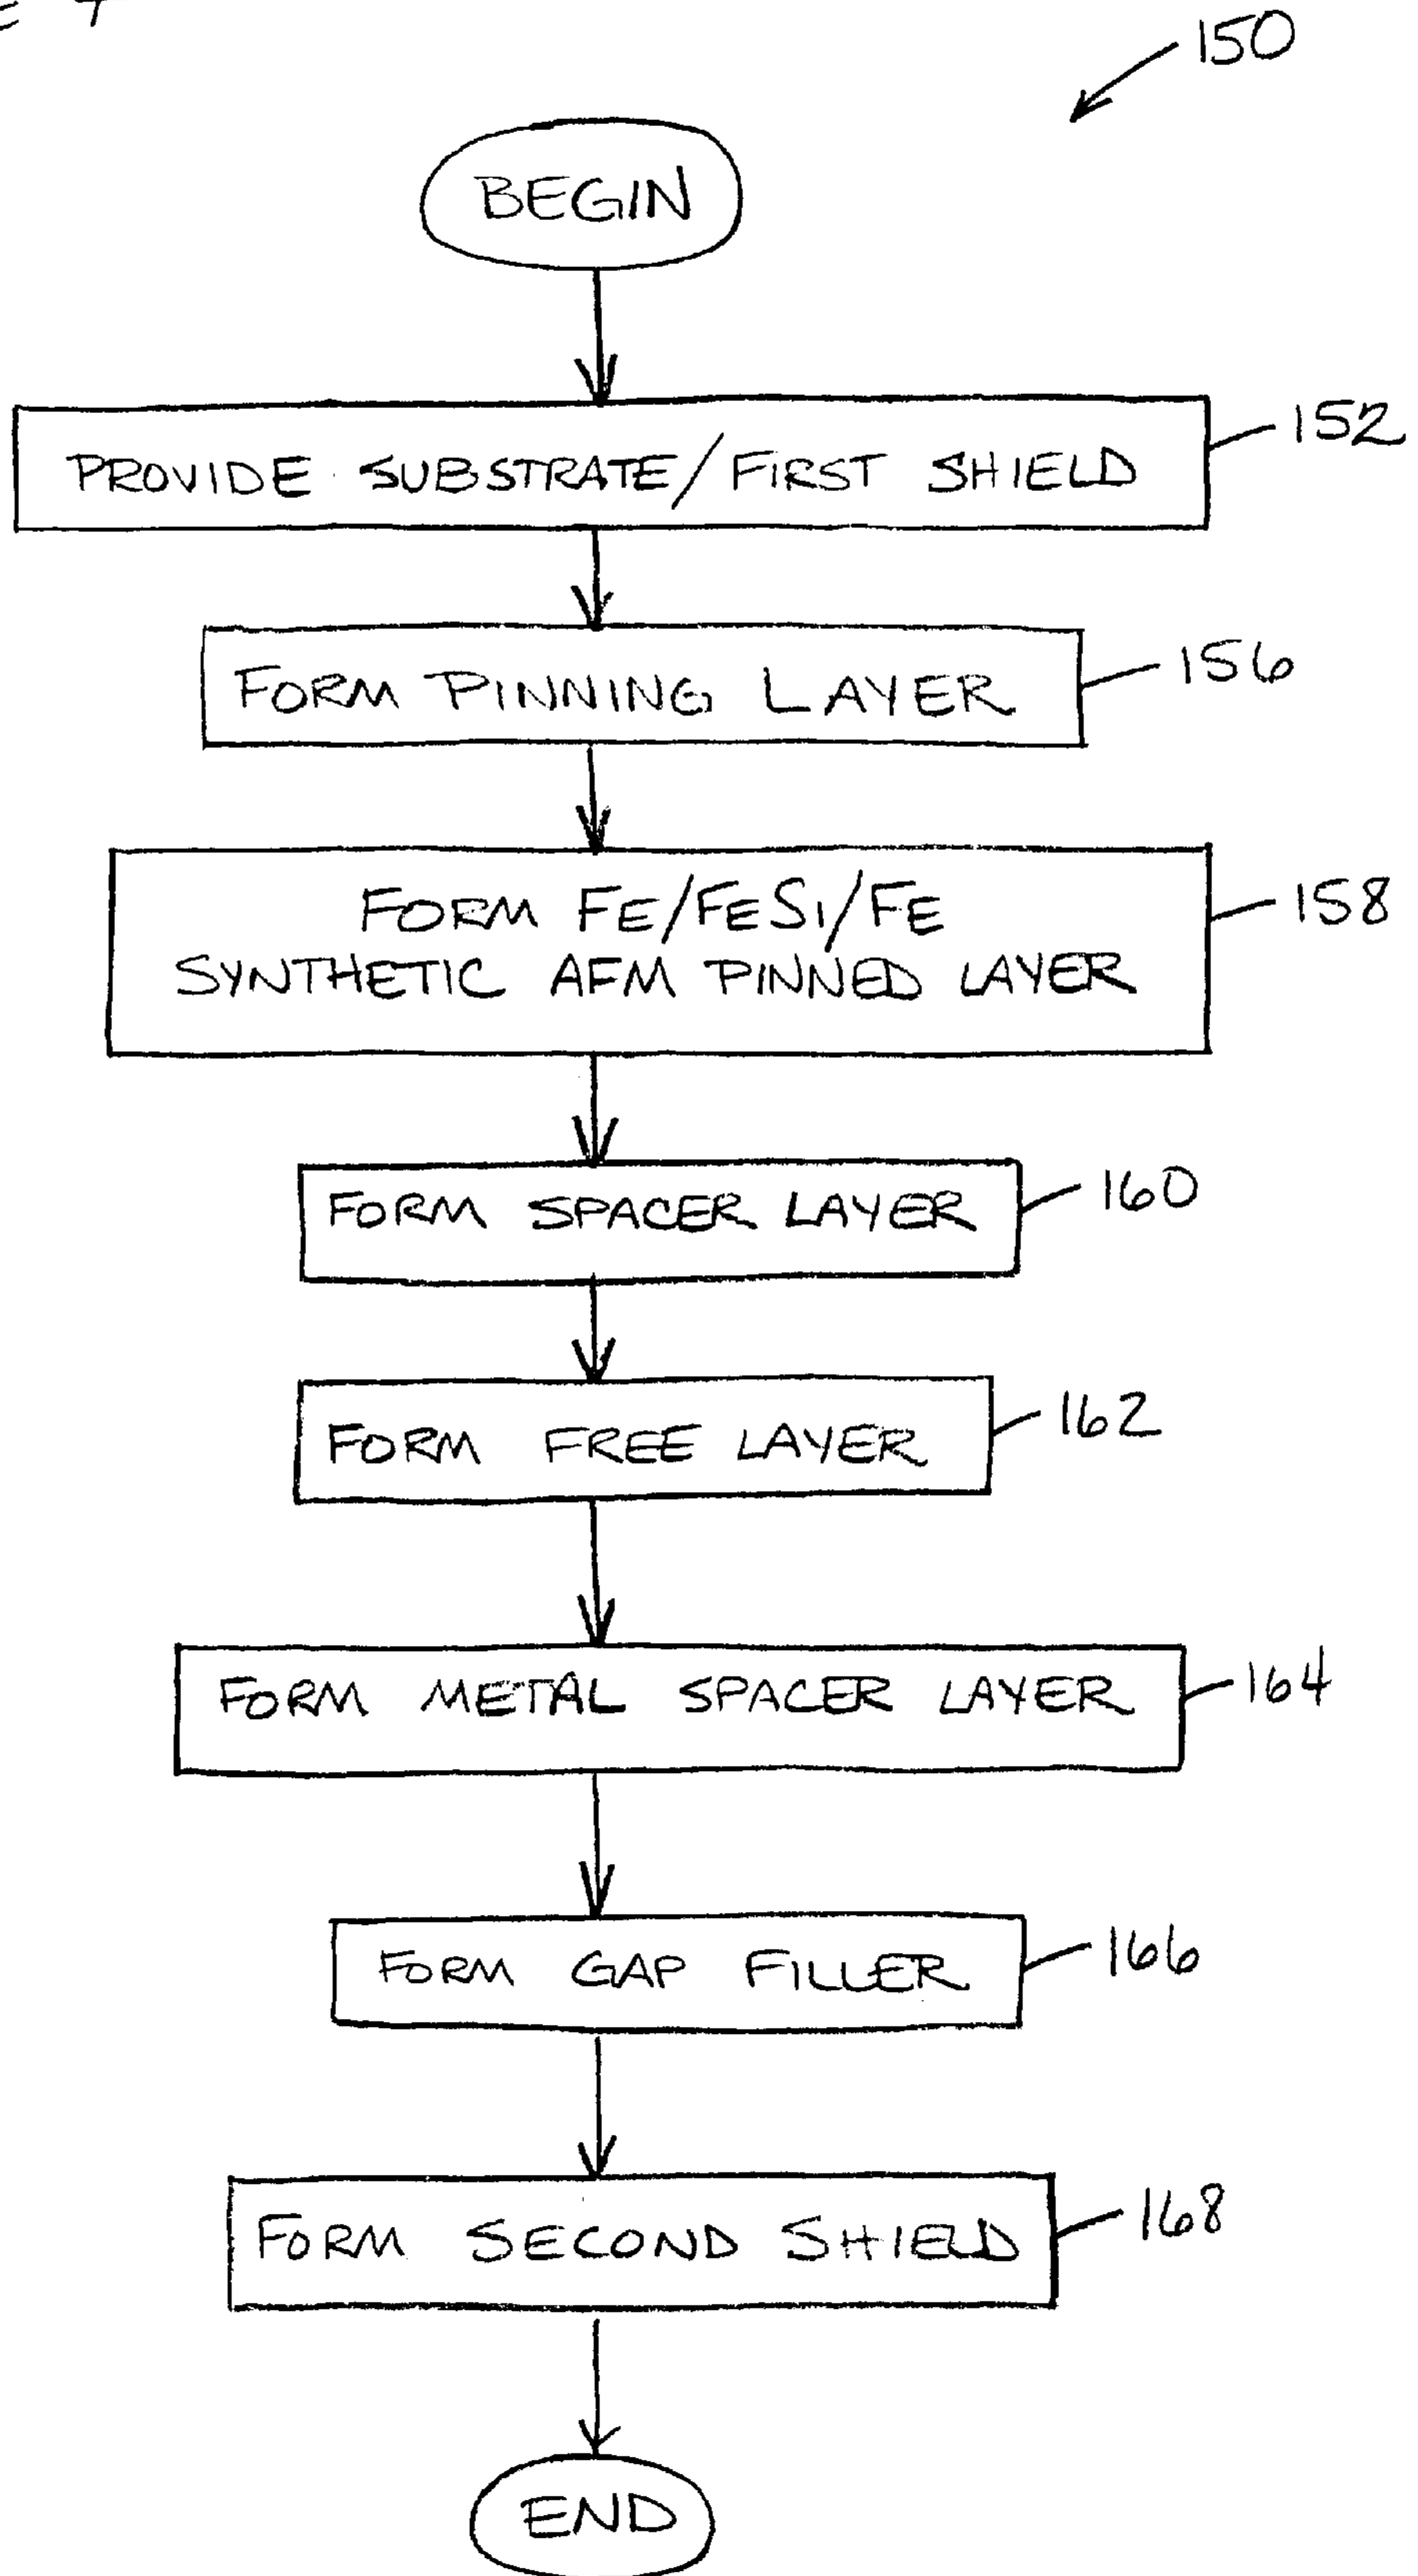 150
BEGIN
PROVIDE SUBSTRATE/FIRST SHIELD
152
FORM PINNING LAYER
156
FORM FE/FESI/FE
SYNTHETIC AFM PINNED LAYER
158
FORM SPACER LAYER
160
FORM FREE LAYER
162
FORM METAL SPACER LAYER
164
FORM GAP FILLER
166
FORM SECOND SHIELD
168
END